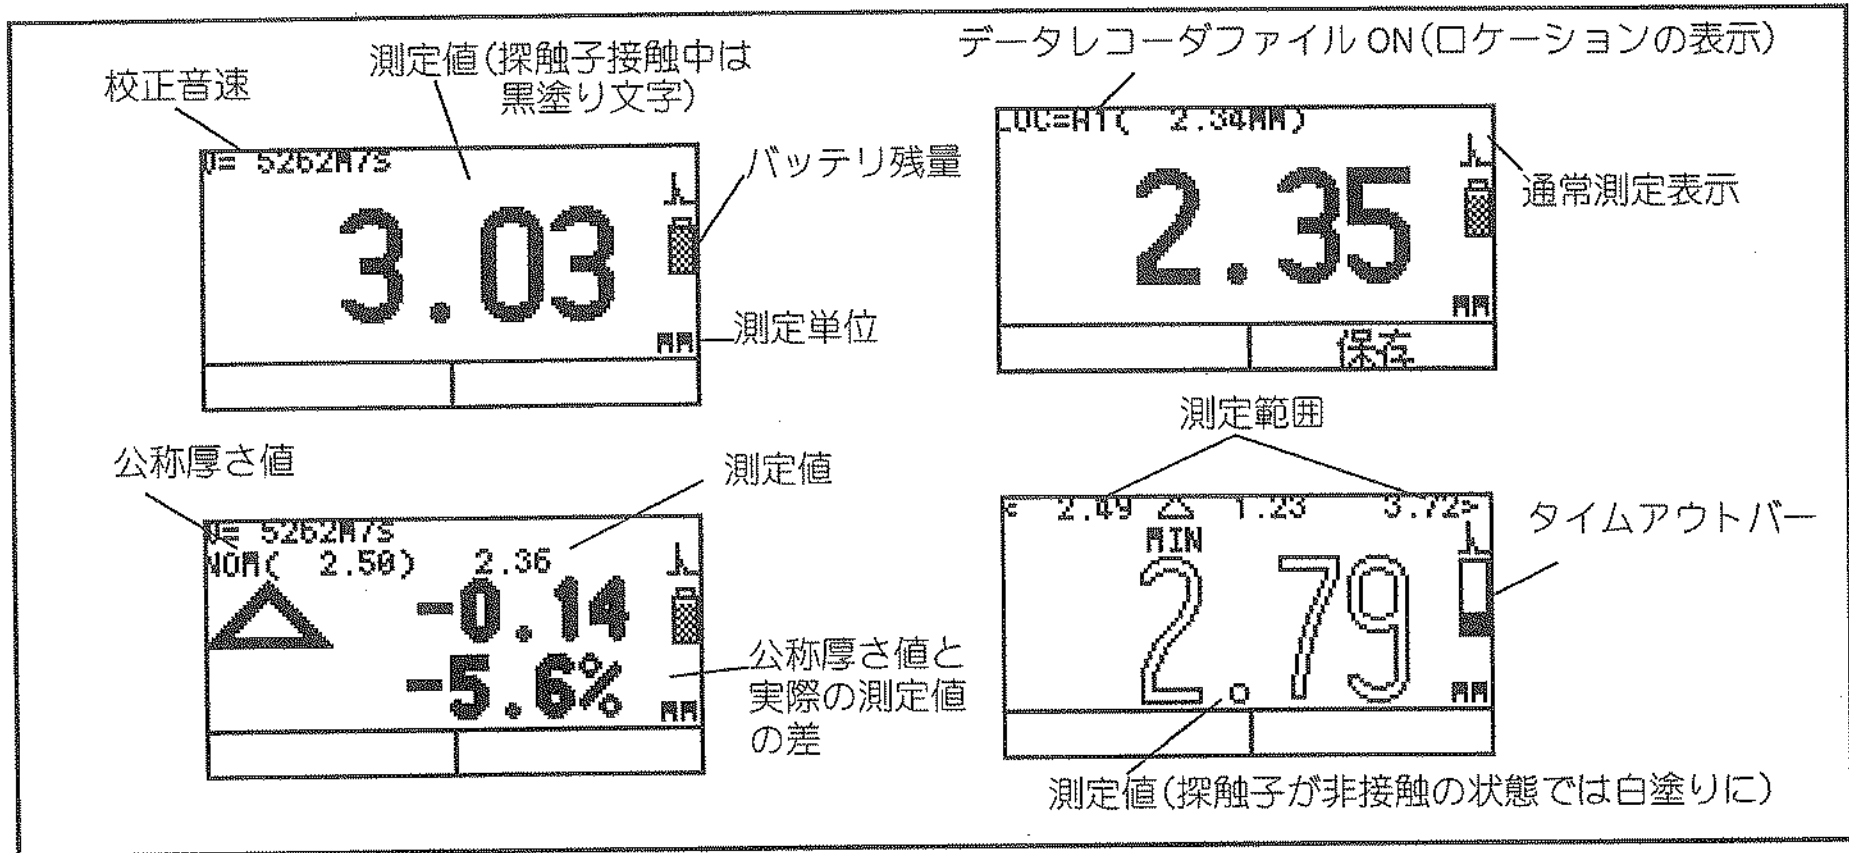 校正音速
測定値(探触子接触中は
黒塗り文字)
V= 5262M/s
3.03
MM
バッテリ残量
測定単位
データレコーダファイル ON(ロケーションの表示)
LOC=A1( 2.34MM)
2.35
MM
保存
通常測定表示
公称厚さ値
測定値
V= 5262M/s
NOM( 2.50) 2.36
-0.14
-5.6%
MM
公称厚さ値と
実際の測定値
の差
測定範囲
< 2.49 △ 1.23 3.72>
MIN
2.79
MM
タイムアウトバー
測定値(探触子が非接触の状態では白塗りに)